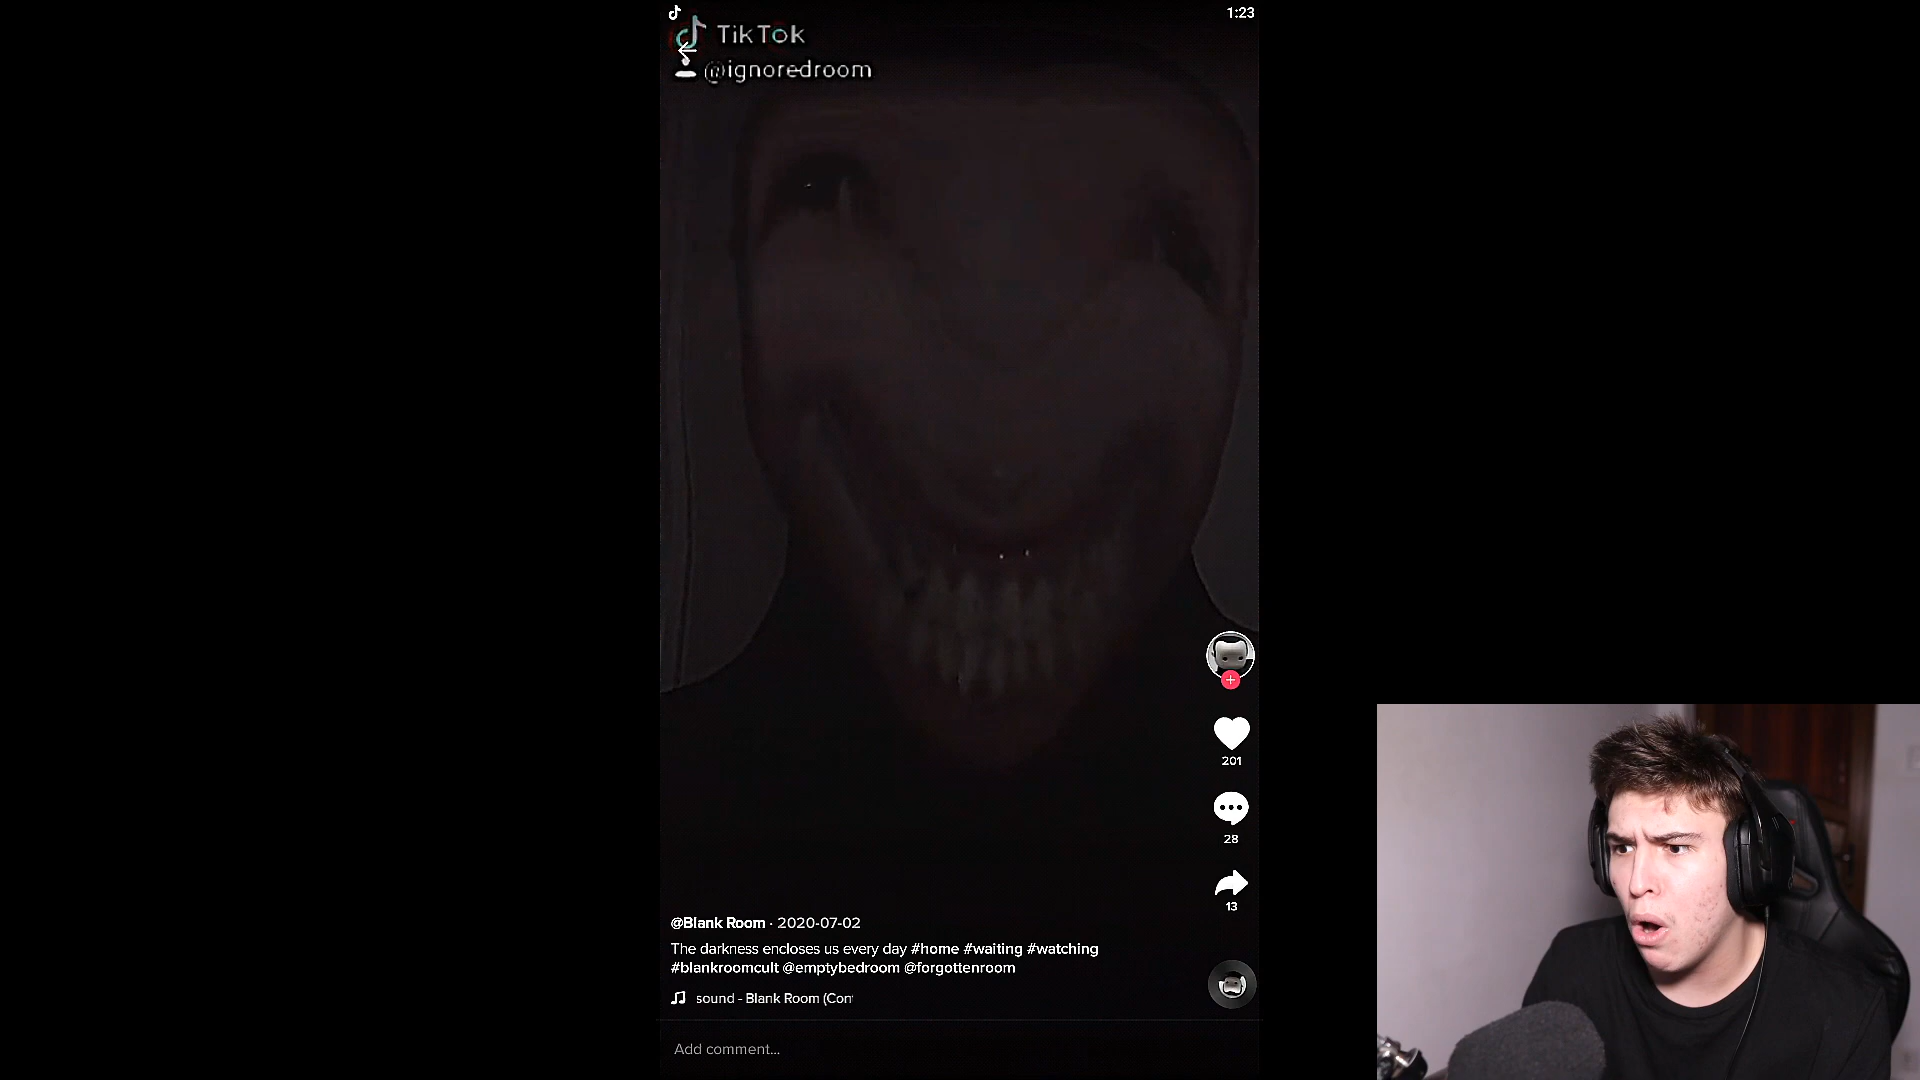 1:23
TikTok
@ignoredroom
201
28
13
@Blank Room · 2020-07-02
The darkness encloses us every day #home #waiting #watching
#blankroomcult @emptybedroom @forgottenroom
sound - Blank Room (Con
Add comment...